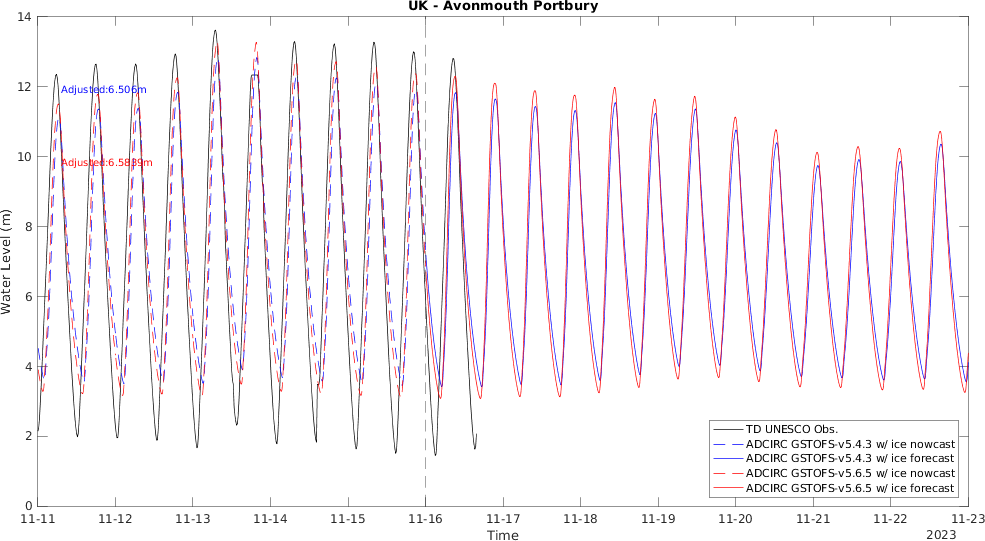 UK - Avonmouth Portbury
14
12
10
8
6
4
2
0
Water Level (m)
Adjusted:6.506m
Adjusted:6.5839m
TD UNESCO Obs.
ADCIRC GSTOFS-v5.4.3 w/ ice nowcast
ADCIRC GSTOFS-v5.4.3 w/ ice forecast
ADCIRC GSTOFS-v5.6.5 w/ ice nowcast
ADCIRC GSTOFS-v5.6.5 w/ ice forecast
11-11 11-12 11-13 11-14 11-15 11-16 11-17 11-18 11-19 11-20 11-21 11-22 11-23
Time
2023